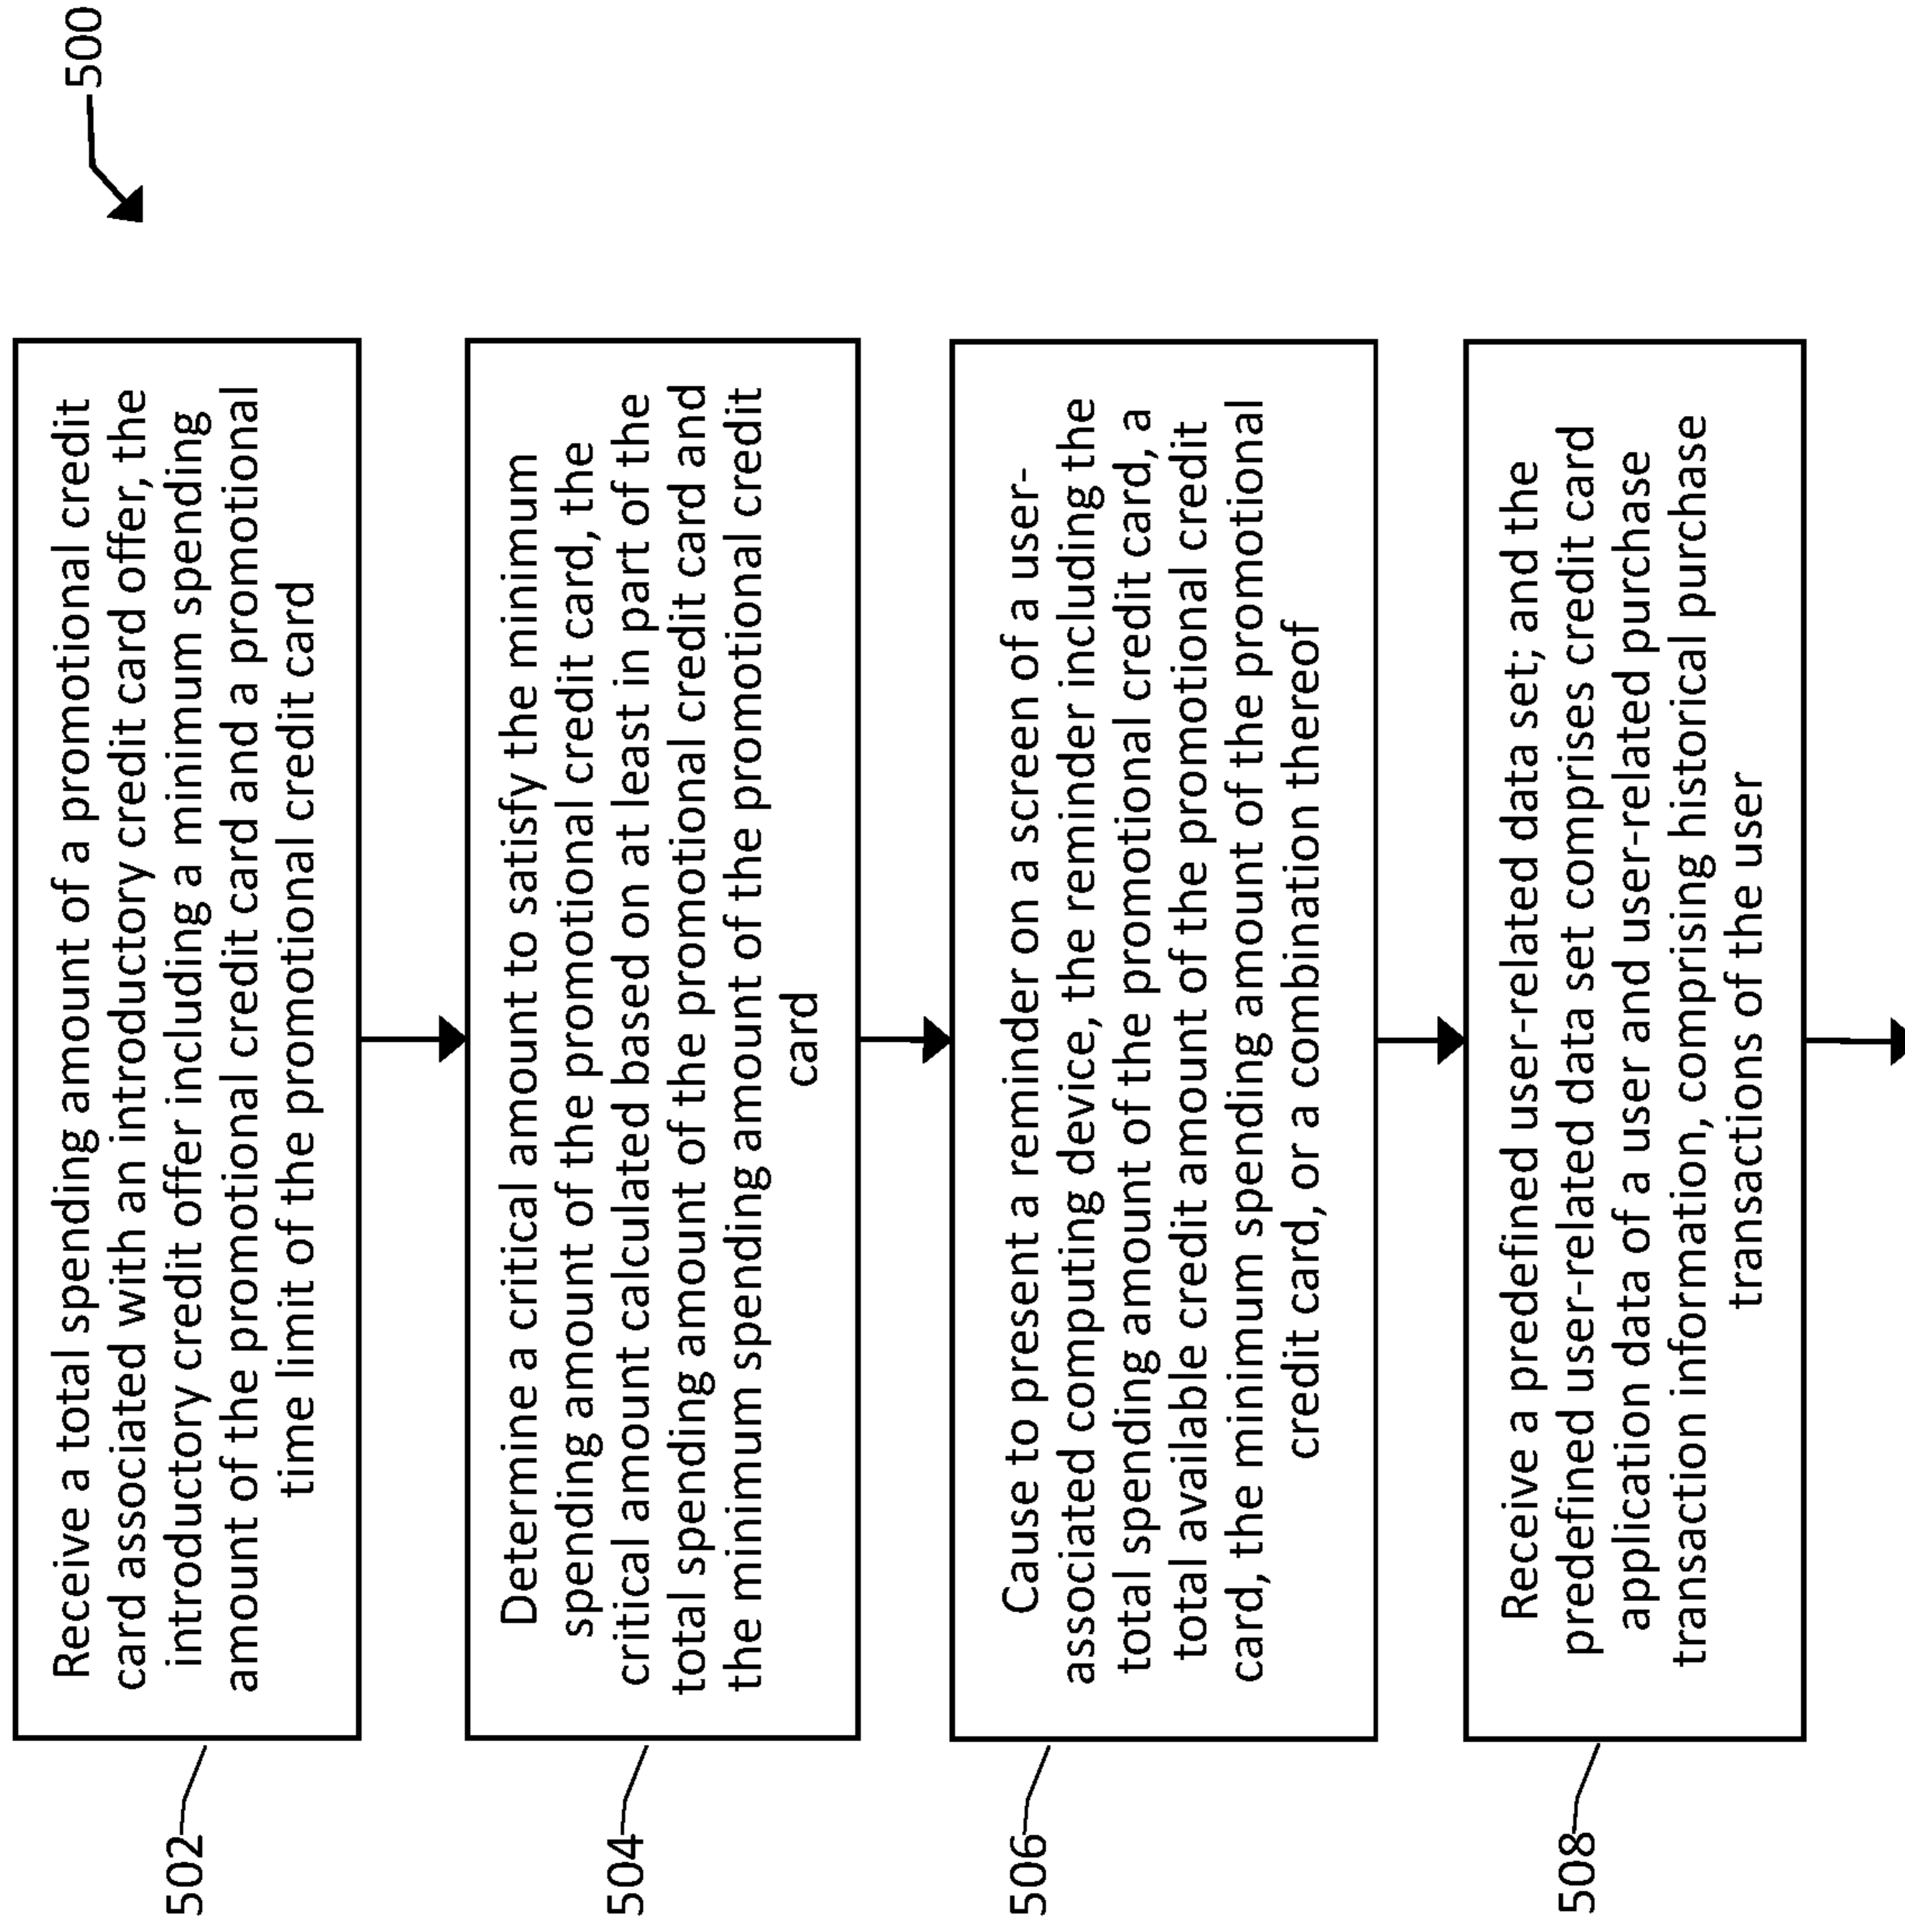 500
502
Receive a total spending amount of a promotional credit
card associated with an introductory credit card offer, the
introductory credit offer including a minimum spending
amount of the promotional credit card and a promotional
time limit of the promotional credit card
504
Determine a critical amount to satisfy the minimum
spending amount of the promotional credit card, the
critical amount calculated based on at least in part of the
total spending amount of the promotional credit card and
the minimum spending amount of the promotional credit
card
506
Cause to present a reminder on a screen of a user-
associated computing device, the reminder including the
total spending amount of the promotional credit card, a
total available credit amount of the promotional credit
card, the minimum spending amount of the promotional
credit card, or a combination thereof
508
Receive a predefined user-related data set; and the
predefined user-related data set comprises credit card
application data of a user and user-related purchase
transaction information, comprising historical purchase
transactions of the user